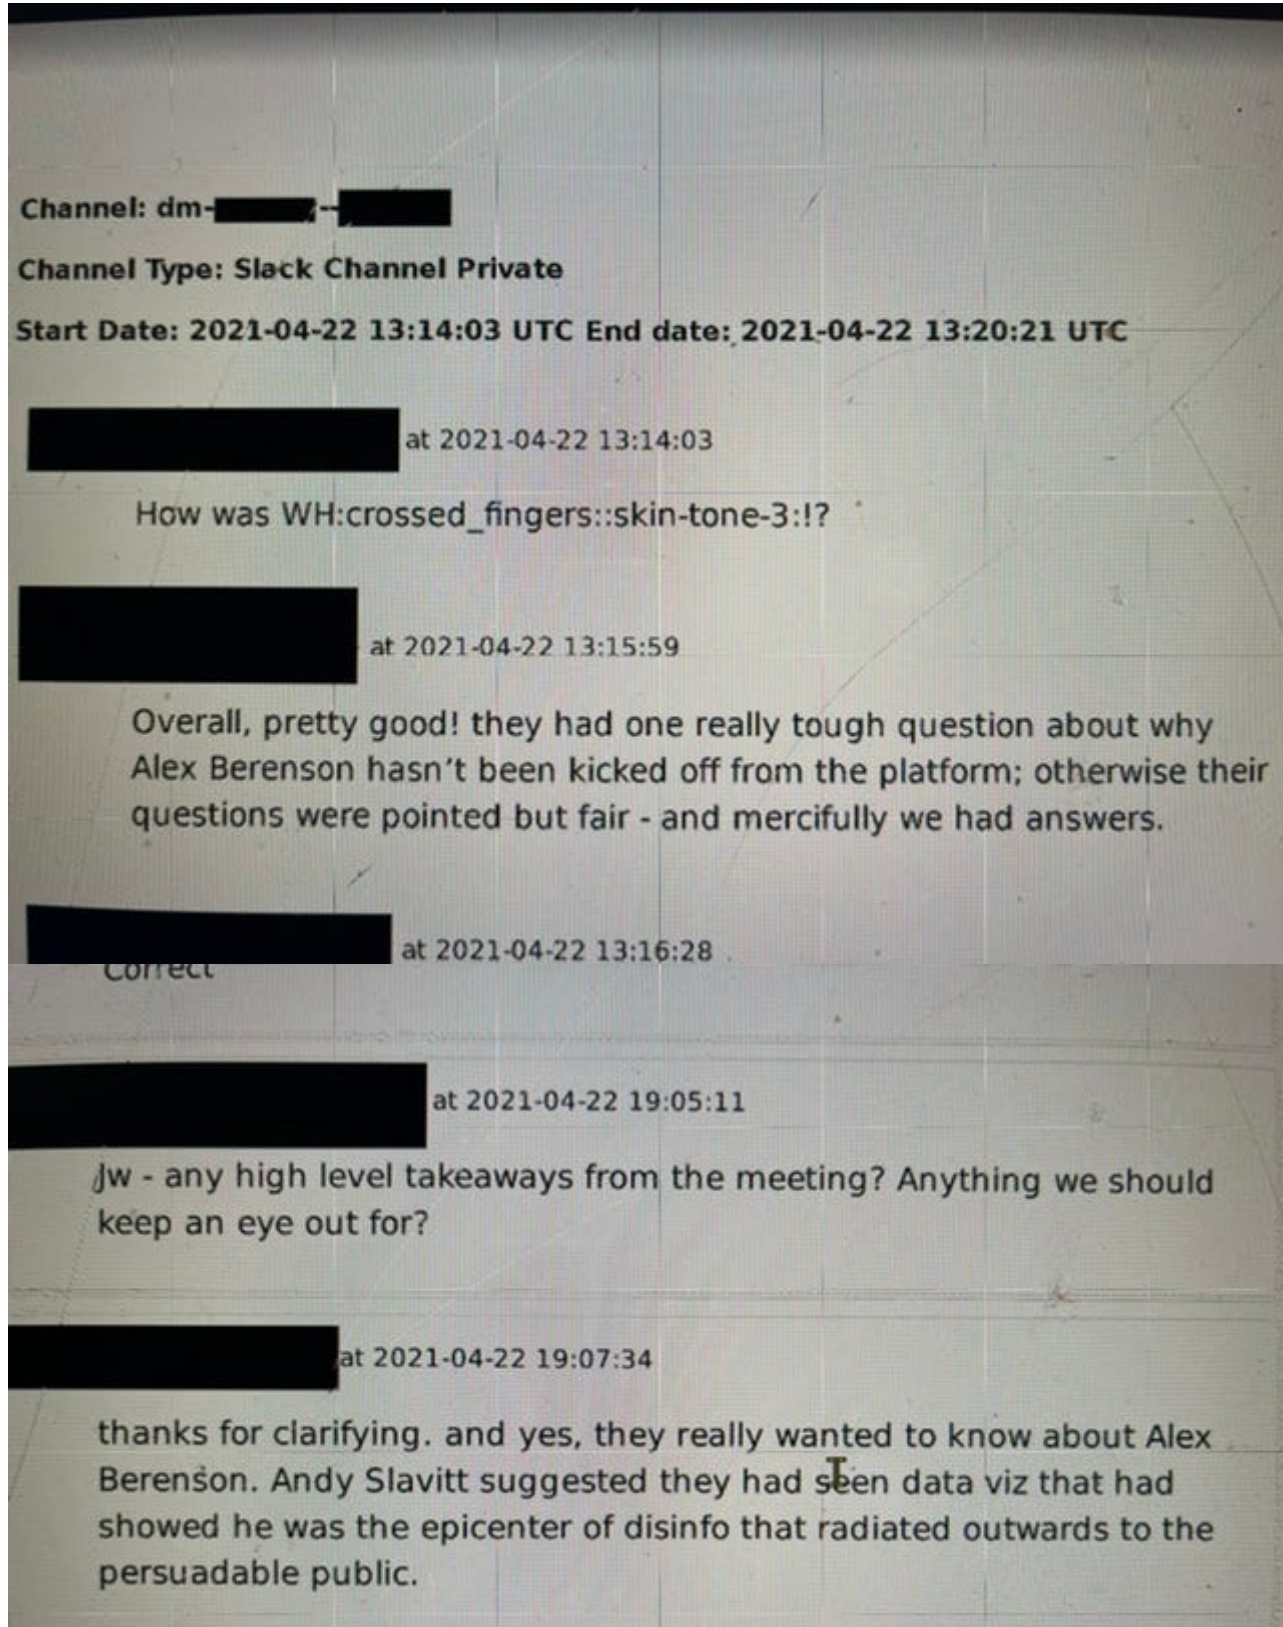 Channel: dm- --
Channel Type: Slack Channel Private
Start Date: 2021-04-22 13:14:03 UTC End date: 2021-04-22 13:20:21 UTC
at 2021-04-22 13:14:03
How was WH:crossed_fingers::skin-tone-3:!?
at 2021-04-22 13:15:59
Overall, pretty good! they had one really tough question about why
Alex Berenson hasn't been kicked off from the platform; otherwise their
questions were pointed but fair - and mercifully we had answers.
at 2021-04-22 13:16:28
Correct
at 2021-04-22 19:05:11
Jw - any high level takeaways from the meeting? Anything we should
keep an eye out for?
at 2021-04-22 19:07:34
thanks for clarifying. and yes, they really wanted to know about Alex
Berenson. Andy Slavitt suggested they had seen data viz that had
showed he was the epicenter of disinfo that radiated outwards to the
persuadable public.